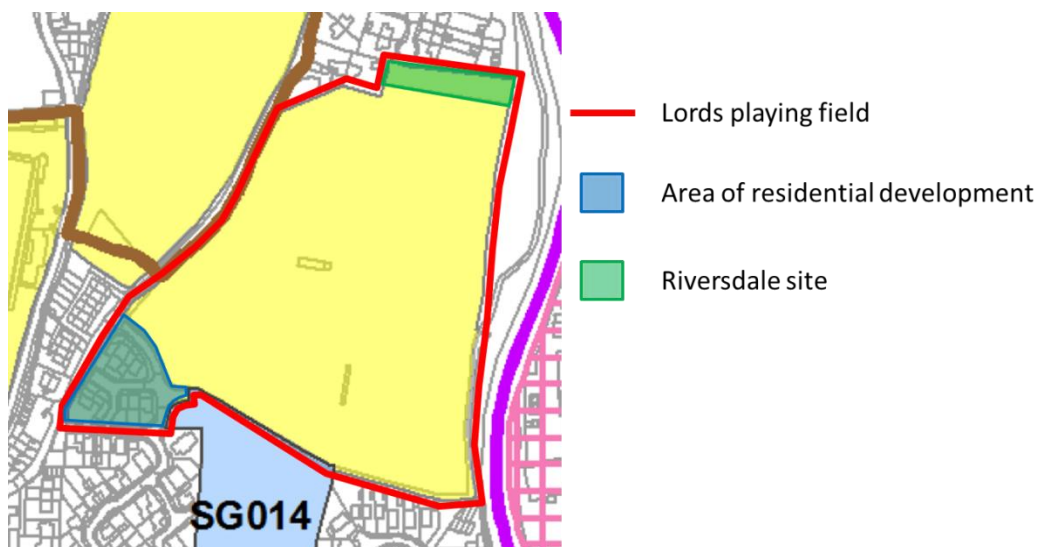 Lords playing field
Area of residential development
Riversdale site
SG014